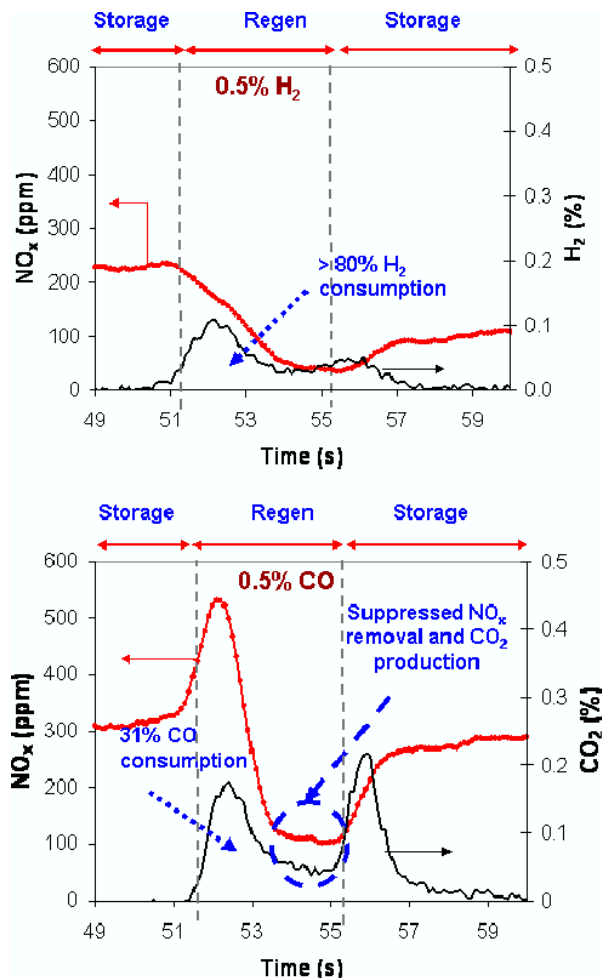 Storage Regen Storage
600
500
400
300
200
100
0
NOx (ppm)
0.5% H2
> 80% H2
consumption
0.5
0.4
0.3
0.2
0.1
0.0
H2 (%)
49 51 53 55 57 59
Time (s)
Storage Regen Storage
600
500
400
300
200
100
0
NOx (ppm)
0.5% CO
Suppressed NOx
removal and CO2
production
31% CO
consumption
0.5
0.4
0.3
0.2
0.1
0
CO2 (%)
49 51 53 55 57 59
Time (s)